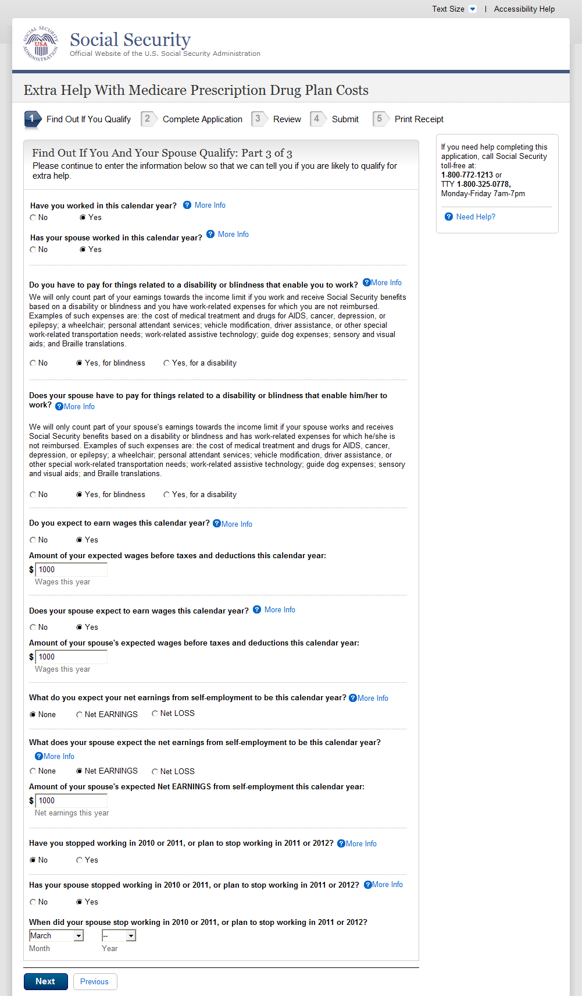 Text Size | Accessibility Help
SOCIAL SECURITY ADMINISTRATION
USA
Social Security
Official Website of the U.S. Social Security Administration
Extra Help With Medicare Prescription Drug Plan Costs
1 Find Out If You Qualify 2 Complete Application 3 Review 4 Submit 5 Print Receipt
Find Out If You And Your Spouse Qualify: Part 3 of 3
Please continue to enter the information below so that we can tell you if you are likely to qualify for
extra help.
If you need help completing this
application, call Social Security
toll-free at:
1-800-772-1213 or
TTY 1-800-325-0778,
Monday-Friday 7am-7pm
? Need Help?
Have you worked in this calendar year? ? More Info
No Yes
Has your spouse worked in this calendar year? ? More Info
No Yes
Do you have to pay for things related to a disability or blindness that enable you to work? ?More Info
We will only count part of your earnings towards the income limit if you work and receive Social Security benefits
based on a disability or blindness and you have work-related expenses for which you are not reimbursed.
Examples of such expenses are: the cost of medical treatment and drugs for AIDS, cancer, depression, or
epilepsy; a wheelchair; personal attendant services; vehicle modification, driver assistance, or other special
work-related transportation needs; work-related assistive technology; guide dog expenses; sensory and visual
aids; and Braille translations.
No Yes, for blindness Yes, for a disability
Does your spouse have to pay for things related to a disability or blindness that enable him/her to
work? ?More Info
We will only count part of your spouse's earnings towards the income limit if your spouse works and receives
Social Security benefits based on a disability or blindness and has work-related expenses for which he/she is
not reimbursed. Examples of such expenses are: the cost of medical treatment and drugs for AIDS, cancer,
depression, or epilepsy; a wheelchair; personal attendant services; vehicle modification, driver assistance, or
other special work-related transportation needs; work-related assistive technology; guide dog expenses; sensory
and visual aids; and Braille translations.
No Yes, for blindness Yes, for a disability
Do you expect to earn wages this calendar year? ?More Info
No Yes
Amount of your expected wages before taxes and deductions this calendar year:
$ 1000
Wages this year
Does your spouse expect to earn wages this calendar year? ? More Info
No Yes
Amount of your spouse's expected wages before taxes and deductions this calendar year:
$ 1000
Wages this year
What do you expect your net earnings from self-employment to be this calendar year? ?More Info
None Net EARNINGS Net LOSS
What does your spouse expect the net earnings from self-employment to be this calendar year?
?More Info
None Net EARNINGS Net LOSS
Amount of your spouse's expected Net EARNINGS from self-employment this calendar year:
$ 1000
Net earnings this year
Have you stopped working in 2010 or 2011, or plan to stop working in 2011 or 2012? ?More Info
No Yes
Has your spouse stopped working in 2010 or 2011, or plan to stop working in 2011 or 2012? ?More Info
No Yes
When did your spouse stop working in 2010 or 2011, or plan to stop working in 2011 or 2012?
March --
Month Year
Next Previous